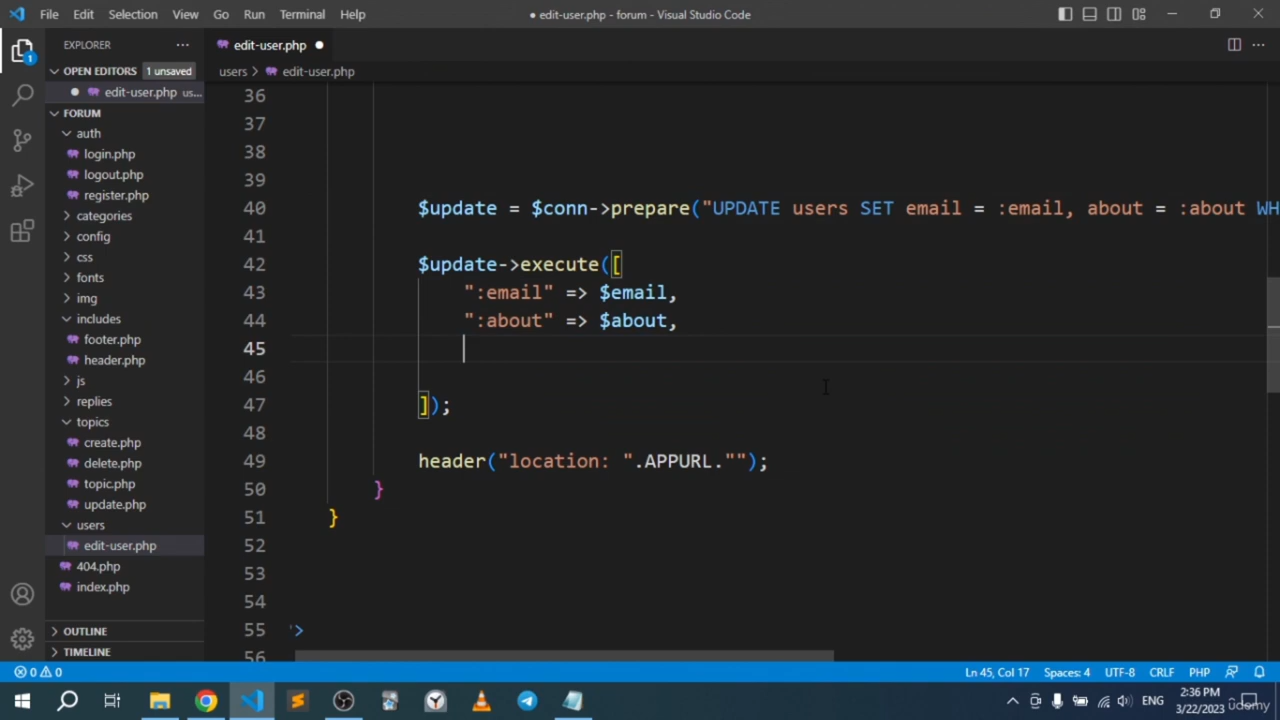 File Edit Selection View Go Run Terminal Help
● edit-user.php - forum - Visual Studio Code
EXPLORER
edit-user.php
OPEN EDITORS 1 unsaved
users > edit-user.php
edit-user.php us...
FORUM
auth
login.php
logout.php
register.php
categories
config
css
fonts
img
includes
footer.php
header.php
js
replies
topics
create.php
delete.php
topic.php
update.php
users
edit-user.php
404.php
index.php
OUTLINE
TIMELINE
36
37
38
39
40 $update = $conn->prepare("UPDATE users SET email = :email, about = :about WH
41
42 $update->execute([
43 ":email" => $email,
44 ":about" => $about,
45
46
47 ]);
48
49 header("location: ".APPURL."");
50 }
51 }
52
53
54
55 >
56
0 0
Ln 45, Col 17 Spaces: 4 UTF-8 CRLF PHP
ENG
2:36 PM
3/22/2023
1
udemy